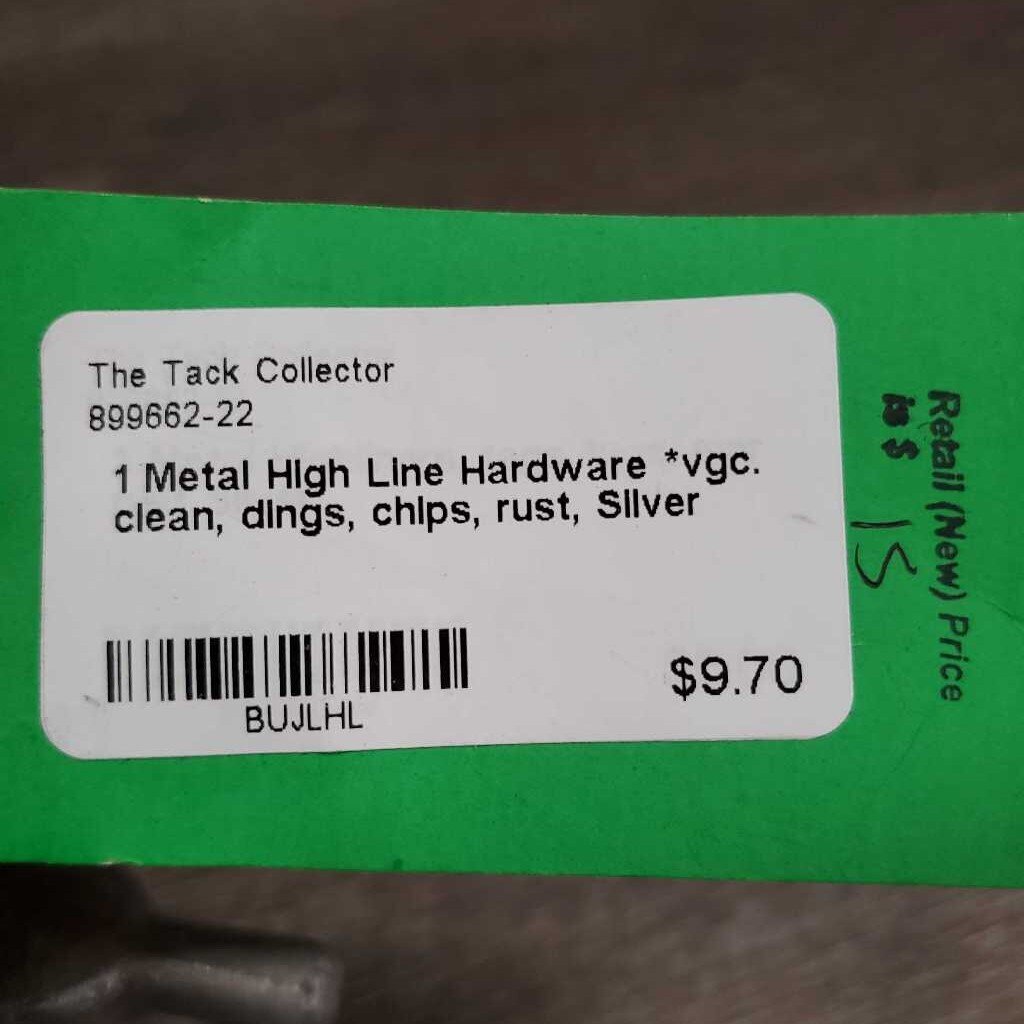 The Tack Collector
899662-22
1 Metal High Line Hardware *vgc.
clean, dings, chips, rust, Silver
BUJLHL
$9.70
Retail (New) Price
is $
15